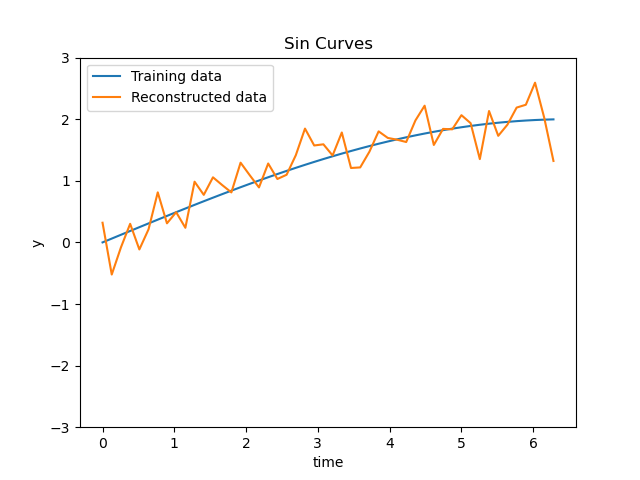 Sin Curves
Training data
Reconstructed data
3
2
1
0
−1
−2
−3
y
0 1 2 3 4 5 6
time